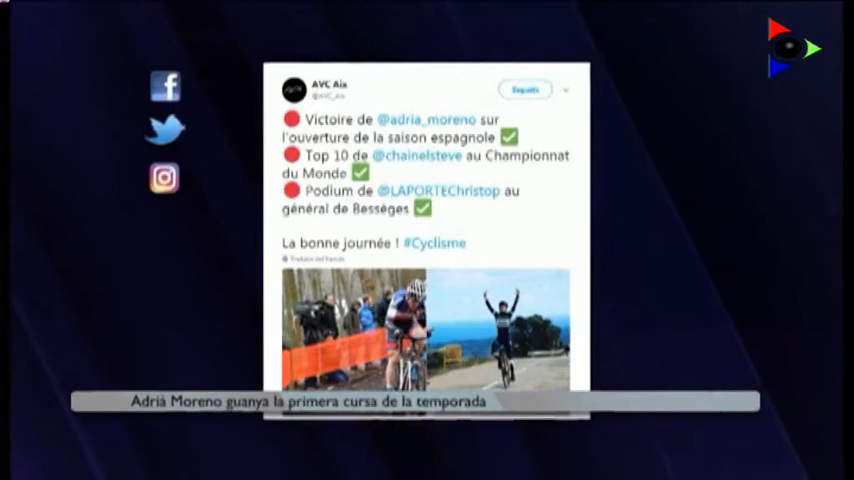 AVC Aix
@AVC_Aix
Seguelx
Victoire de @adria_moreno sur
l'ouverture de la saison espagnole
Top 10 de @chainelsteve au Championnat
du Monde
Podium de @LAPORTEChristop au
général de Bessèges
La bonne journée ! #Cyclisme
Tradueix del francès
Adrià Moreno guanya la primera cursa de la temporada